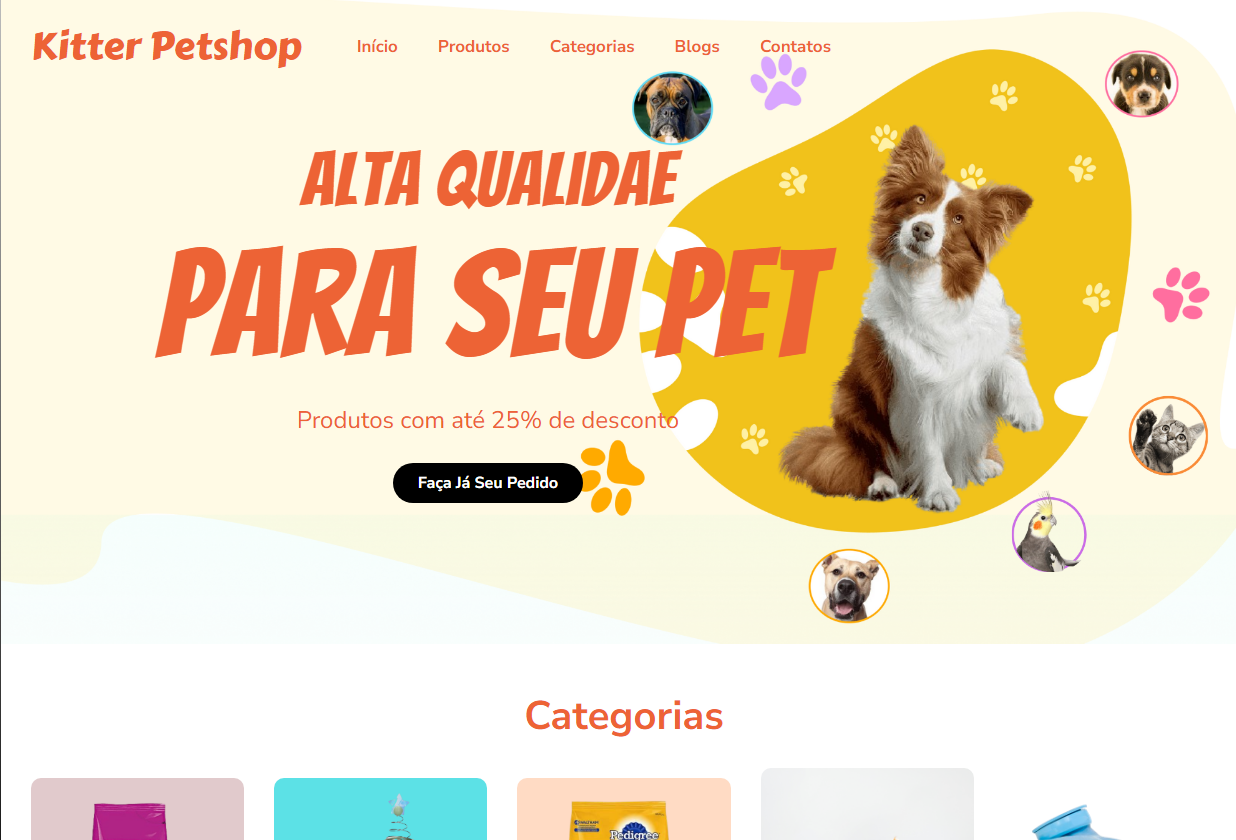 Kitter Petshop
Início Produtos Categorias Blogs Contatos
ALTA QUALIDAE
PARA SEU PET
Produtos com até 25% de desconto
Faça Já Seu Pedido
Categorias
Pedigree